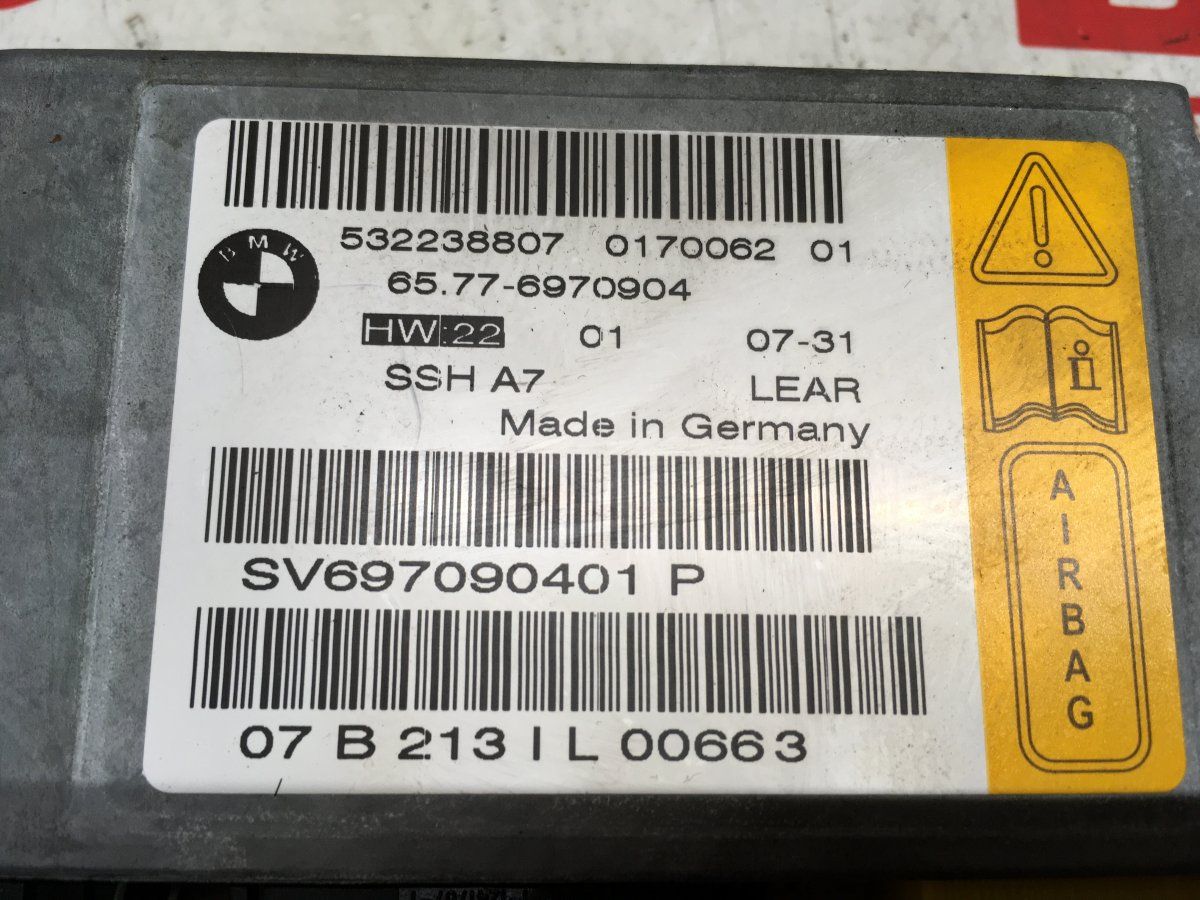 532238807 0170062 01
BMW
65.77-6970904
HW:22 01 07-31
SSH A7 LEAR
Made in Germany
SV697090401 P
07 B 213 I L 00663
AIRBAG